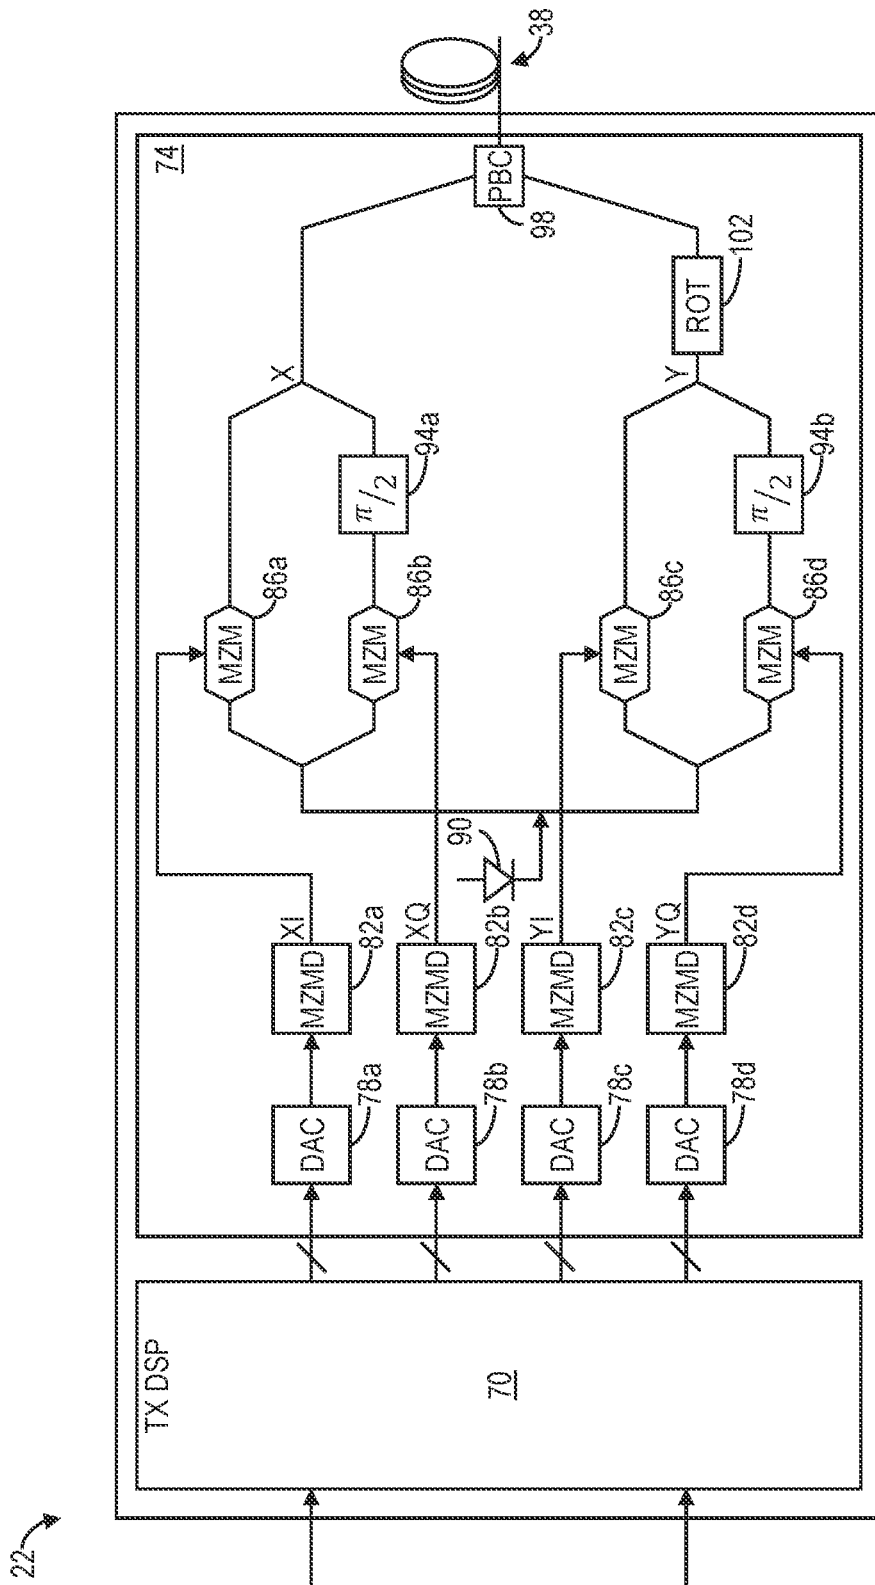 22
TX DSP
70
74
DAC
78a
MZMD
82a
XI
DAC
78b
MZMD
82b
XQ
DAC
78c
MZMD
82c
YI
DAC
78d
MZMD
82d
YQ
90
MZM
86a
MZM
86b
π/2
94a
X
MZM
86c
MZM
86d
π/2
94b
Y
ROT
102
PBC
98
38